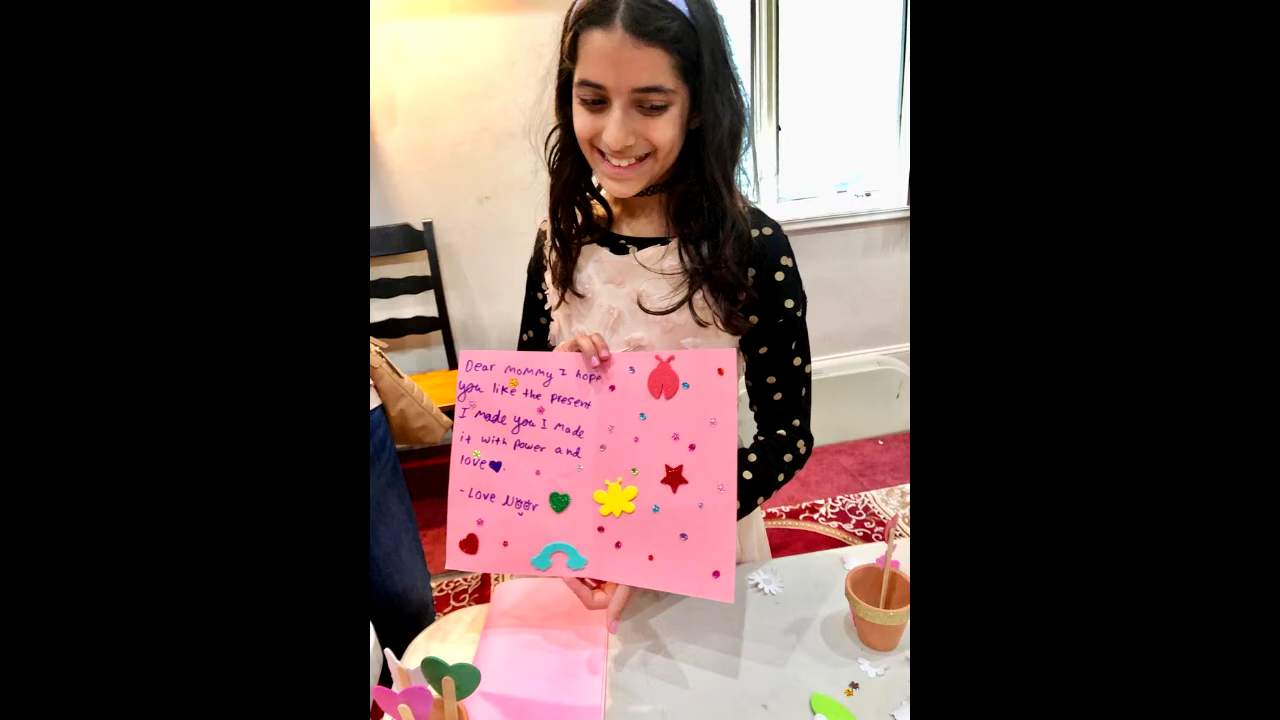 Dear mommy I hope
you like the present
I made you I made
it with power and
love.
- Love Noor